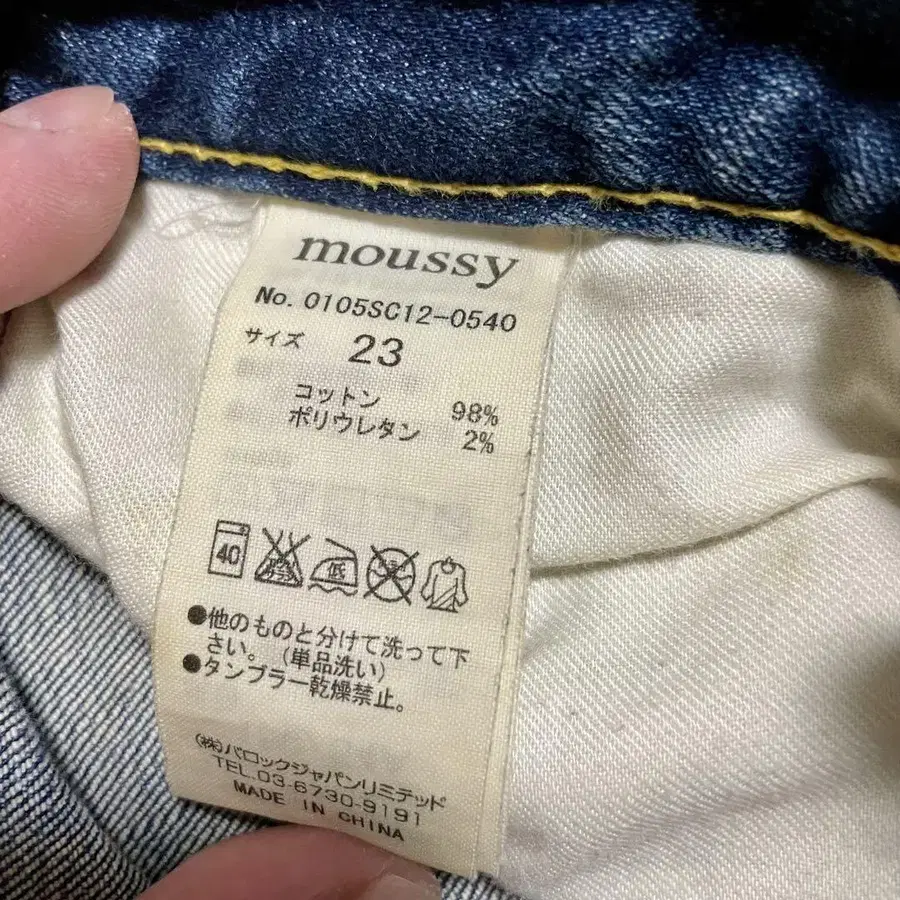 moussy
No. 0105SC12-0540
サイズ 23
コットン 98%
ポリウレタン 2%
40 低
●他のものと分けて洗って下
さい。(単品洗い)
●タンブラー乾燥禁止。
(株)バロックジャパンリミテッド
TEL.03-6730-9191
MADE IN CHINA